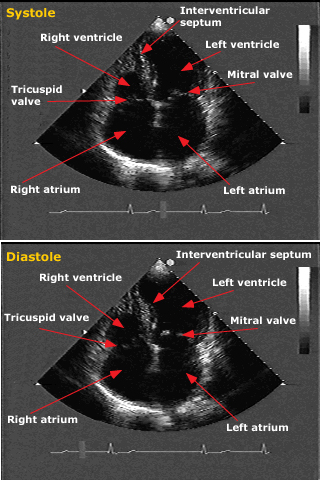 Systole
Interventricular
septum
Right ventricle
Left ventricle
Mitral valve
Tricuspid
valve
Right atrium
Left atrium
Diastole
Interventricular septum
Right ventricle
Left ventricle
Tricuspid valve
Mitral valve
Right atrium
Left atrium